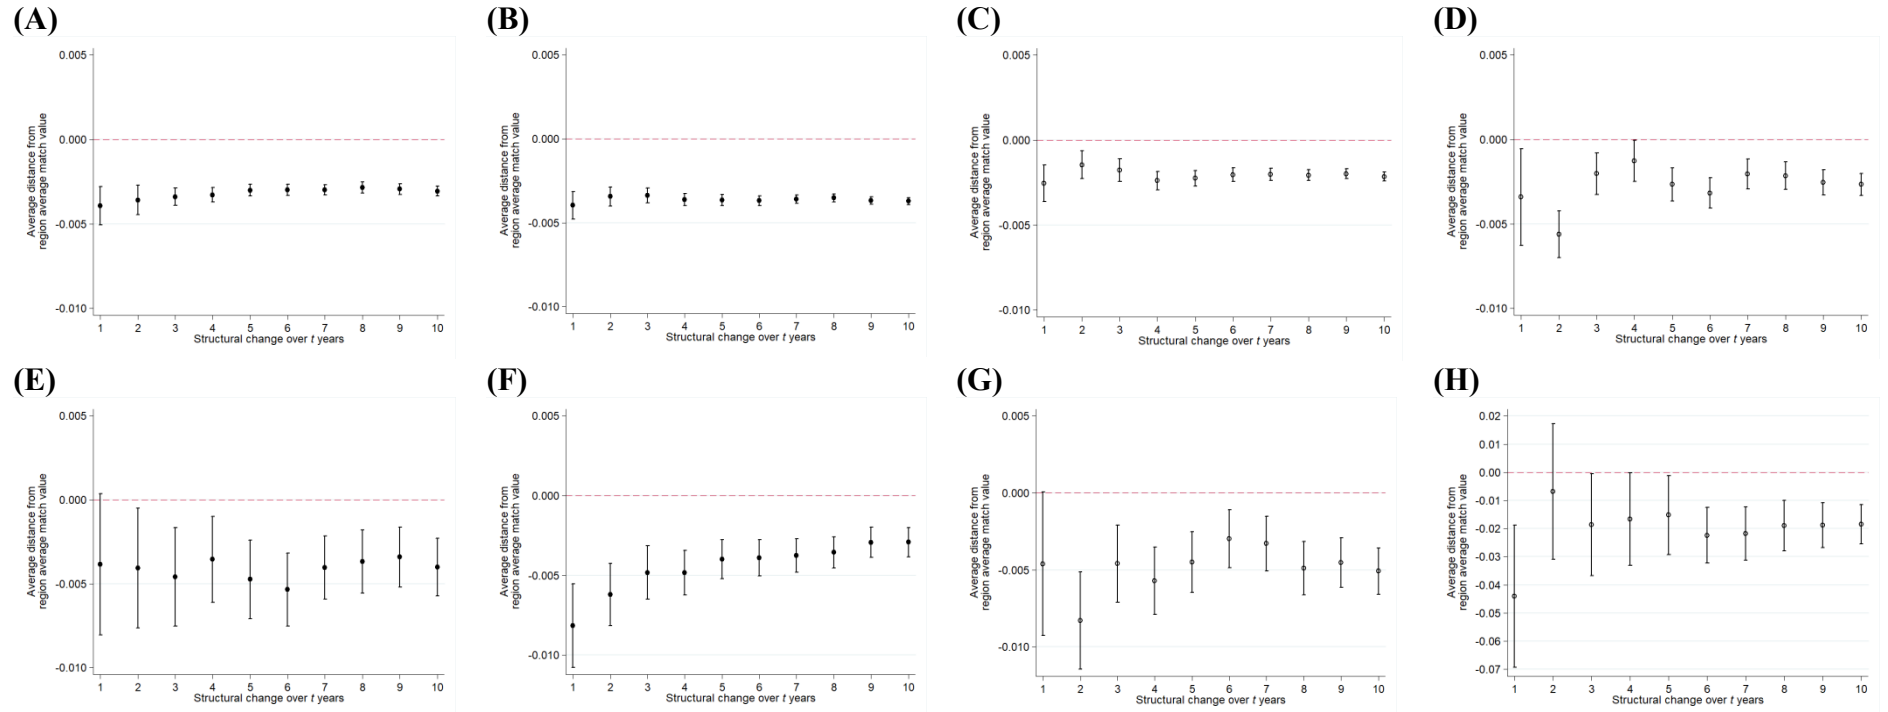 (A)
0.005
0.000
-0.005
-0.010
Average distance from
region average match value
1 2 3 4 5 6 7 8 9 10
Structural change over t years
(B)
0.005
0.000
-0.005
-0.010
Average distance from
region average match value
1 2 3 4 5 6 7 8 9 10
Structural change over t years
(C)
0.005
0.000
-0.005
-0.010
Average distance from
region average match value
1 2 3 4 5 6 7 8 9 10
Structural change over t years
(D)
0.005
0.000
-0.005
-0.010
Average distance from
region average match value
1 2 3 4 5 6 7 8 9 10
Structural change over t years
(E)
0.005
0.000
-0.005
-0.010
Average distance from
region average match value
1 2 3 4 5 6 7 8 9 10
Structural change over t years
(F)
0.005
0.000
-0.005
-0.010
Average distance from
region average match value
1 2 3 4 5 6 7 8 9 10
Structural change over t years
(G)
0.005
0.000
-0.005
-0.010
Average distance from
region average match value
1 2 3 4 5 6 7 8 9 10
Structural change over t years
(H)
0.02
0.01
0.00
-0.01
-0.02
-0.03
-0.04
-0.05
-0.06
-0.07
Average distance from
region average match value
1 2 3 4 5 6 7 8 9 10
Structural change over t years